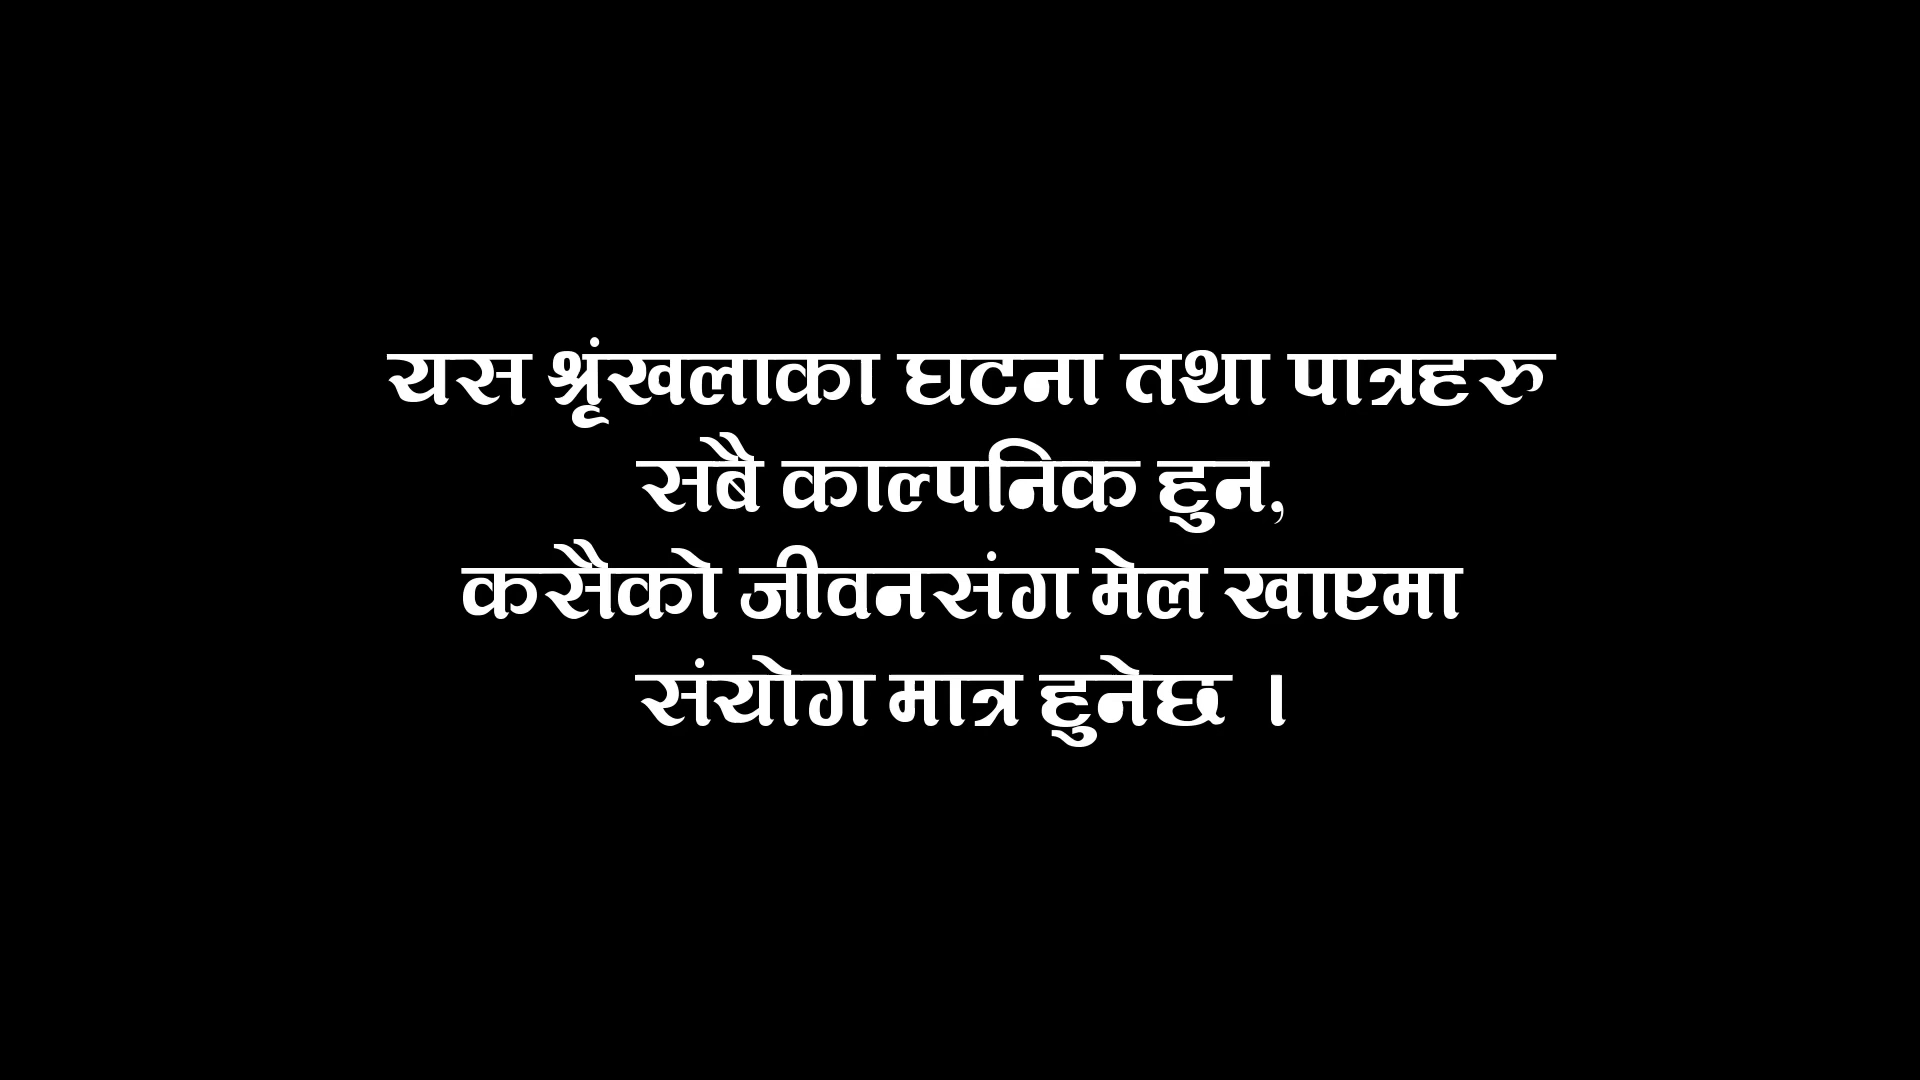 यस श्रृंखलाका घटना तथा पात्रहरु
सबै काल्पनिक हुन,
कसैको जीवनसंग मेल खाएमा
संयोग मात्र हुनेछ ।